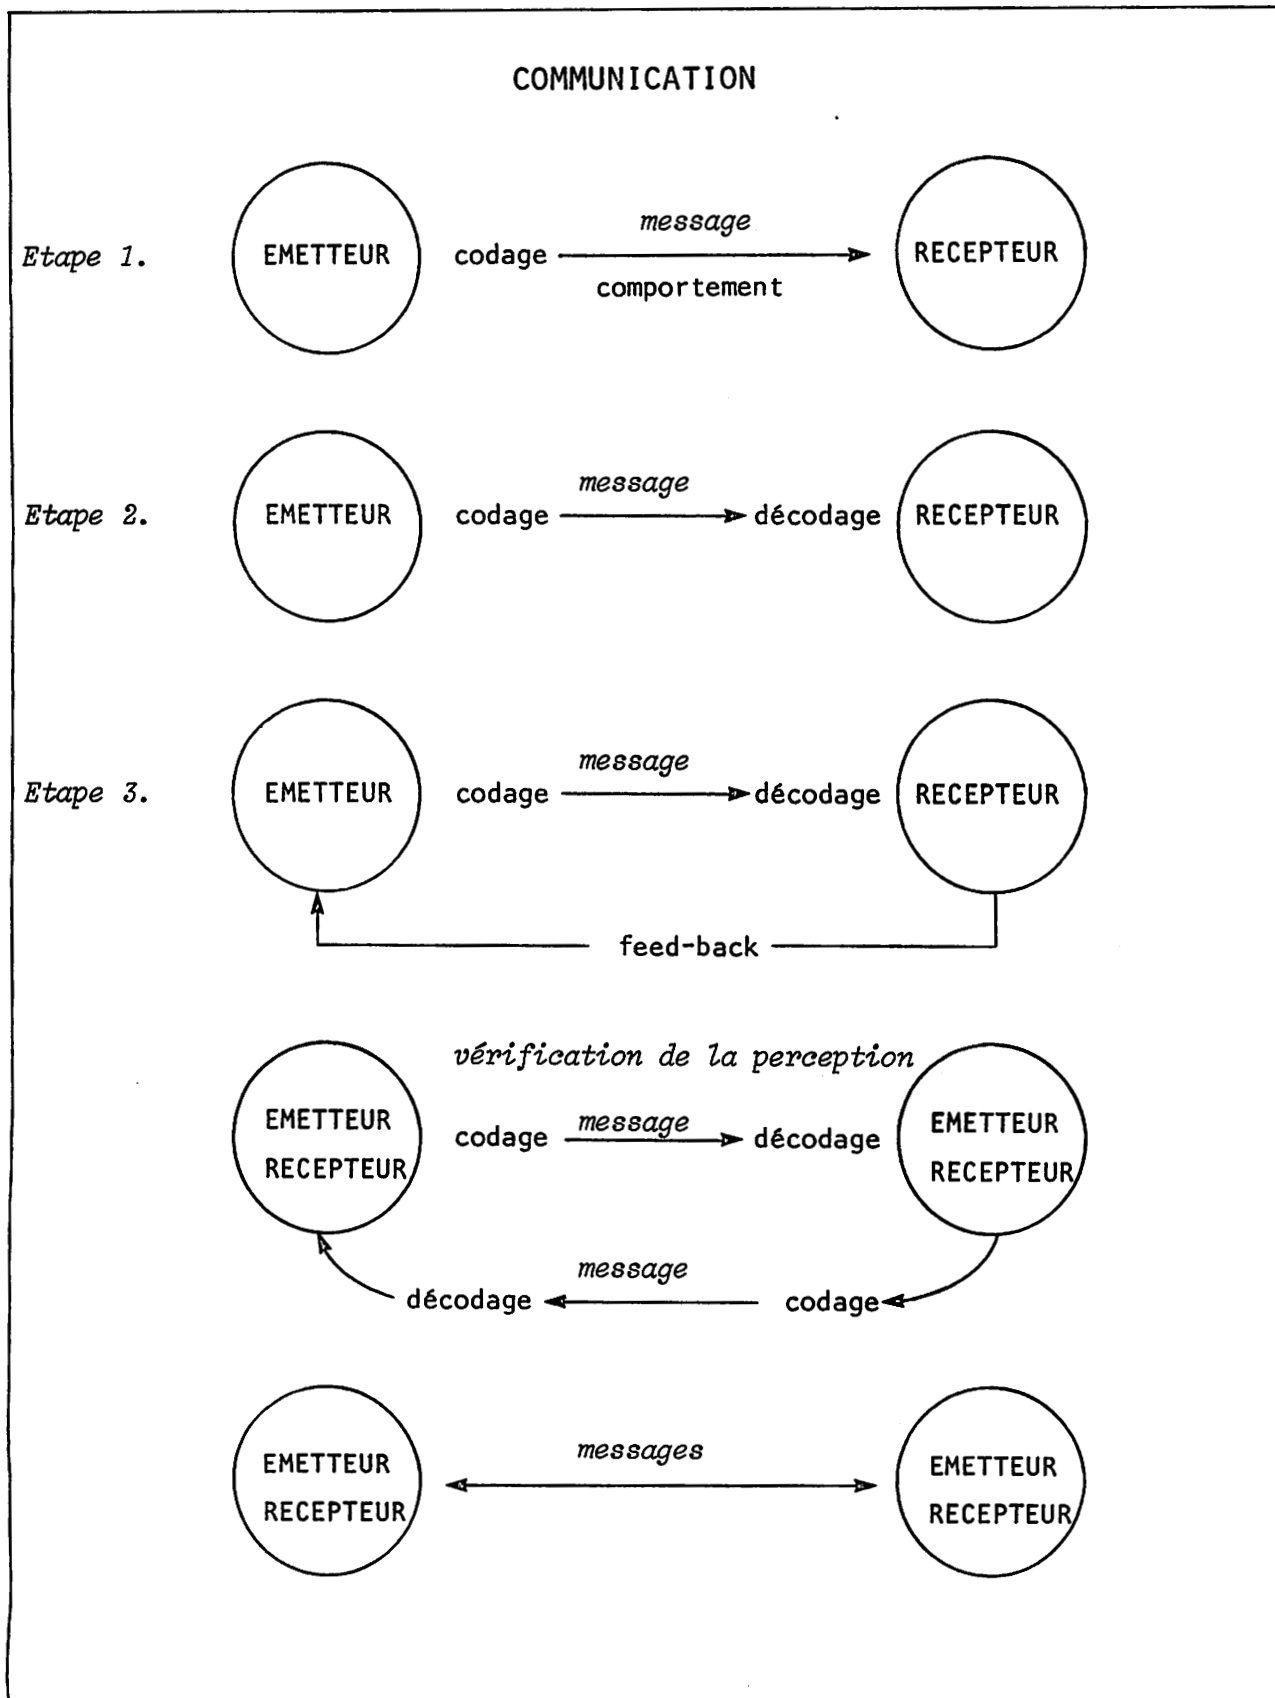 COMMUNICATION
message
Etape 1. EMETTEUR codage RECEPTEUR
comportement
message
Etape 2. EMETTEUR codage décodage RECEPTEUR
message
Etape 3. EMETTEUR codage décodage RECEPTEUR
feed-back
vérification de la perception
EMETTEUR codage message décodage EMETTEUR
RECEPTEUR RECEPTEUR
message
décodage codage
messages
EMETTEUR EMETTEUR
RECEPTEUR RECEPTEUR